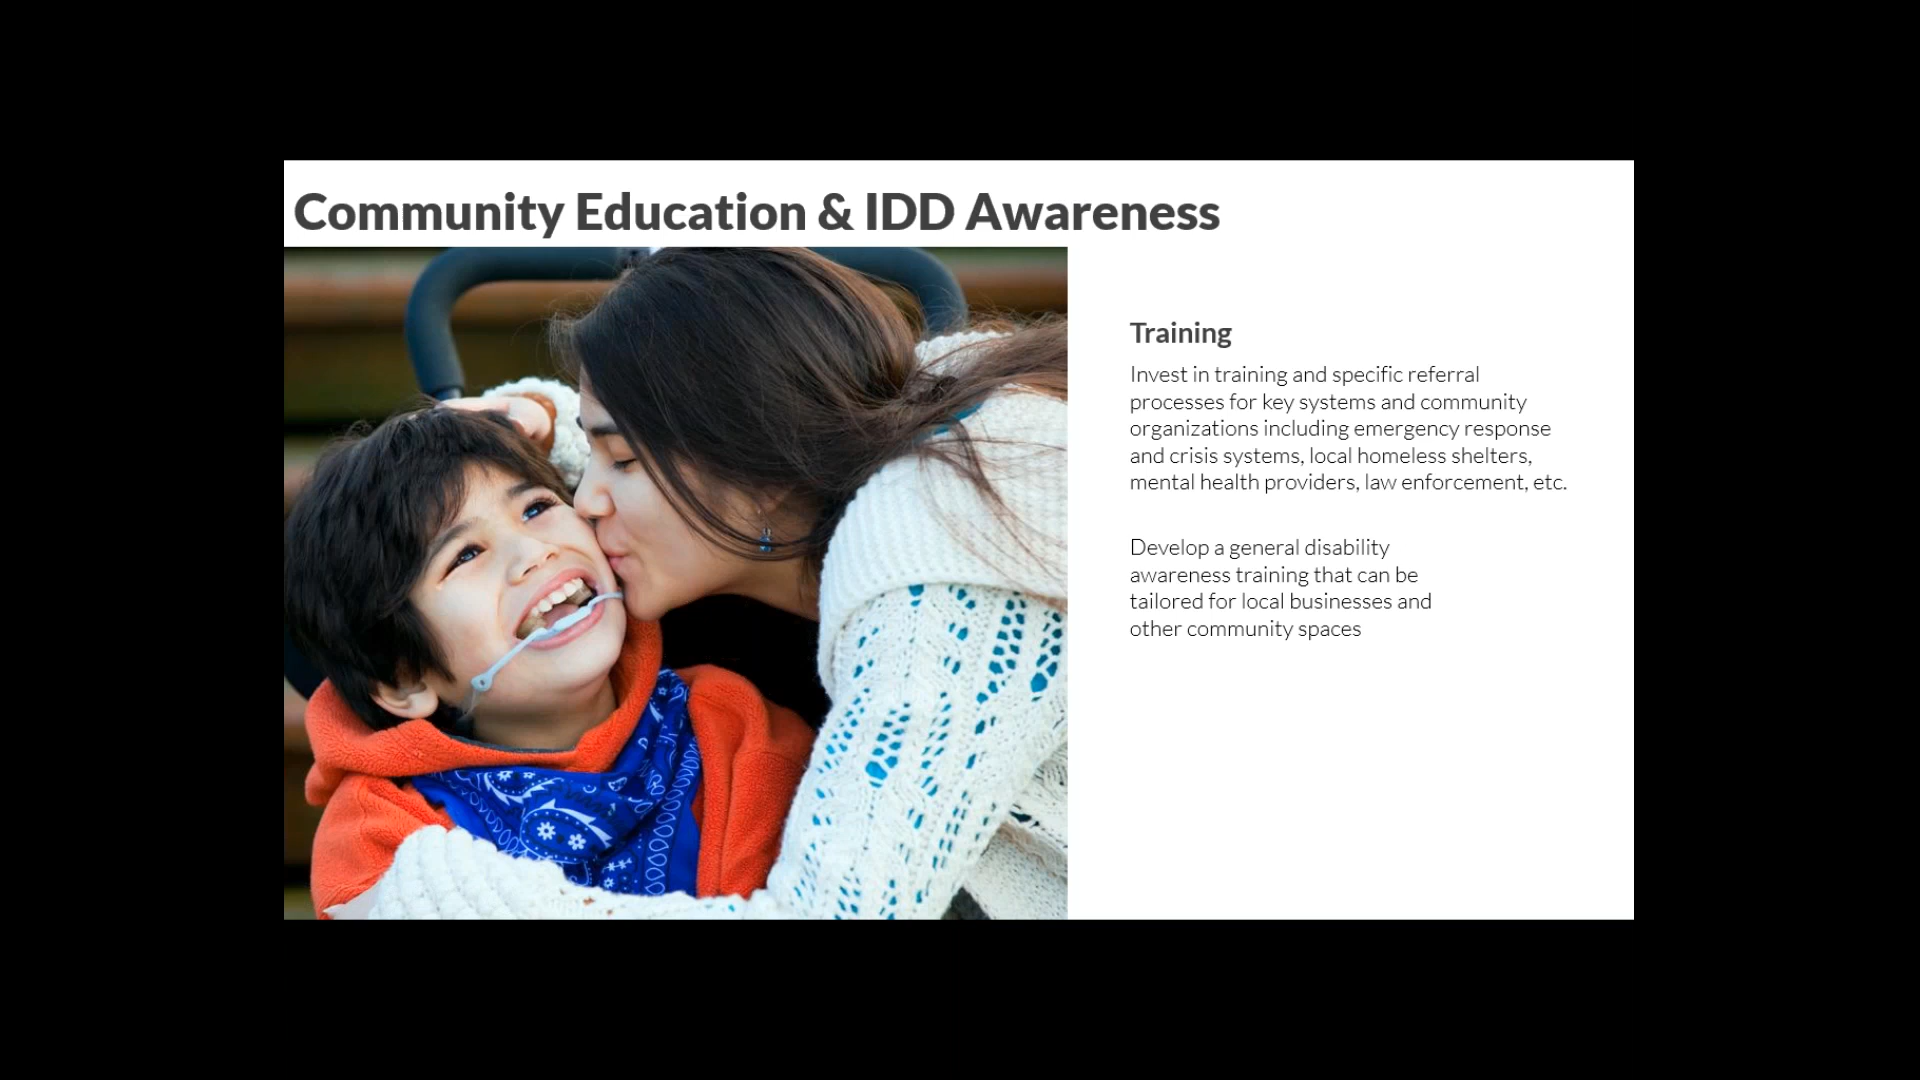 Community Education & IDD Awareness
Training
Invest in training and specific referral
processes for key systems and community
organizations including emergency response
and crisis systems, local homeless shelters,
mental health providers, law enforcement, etc.
Develop a general disability
awareness training that can be
tailored for local businesses and
other community spaces